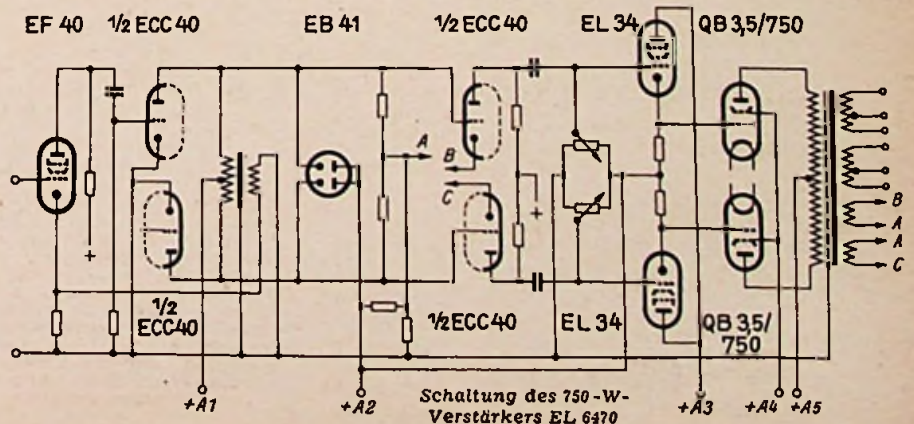 EF 40 ½ ECC 40 EB 41 ½ ECC 40 EL 34 QB 3,5/750
A
B
C
+
+
B
A
A
C
½
ECC 40
½ ECC 40
EL 34
QB 3,5/
750
+A1 +A2 +A3 +A4 +A5
Schaltung des 750-W-
Verstärkers EL 6470